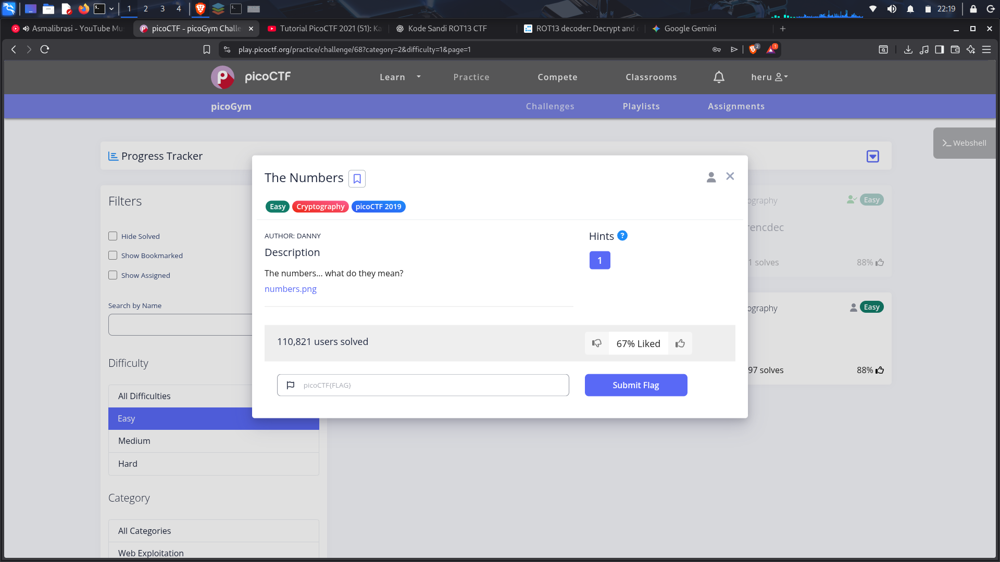 1 2 3 4
22:19
Asmalibrasi - YouTube Mu
picoCTF - picoGym Challe
Tutorial PicoCTF 2021 (51): Ka
Kode Sandi ROT13 CTF
ROT13 decoder: Decrypt and
Google Gemini
play.picoctf.org/practice/challenge/68?category=2&difficulty=1&page=1
2
1
picoCTF
Learn
Practice
Compete
Classrooms
heru
picoGym
Challenges
Playlists
Assignments
Webshell
Progress Tracker
Filters
Hide Solved
Show Bookmarked
Show Assigned
Search by Name
Difficulty
All Difficulties
Easy
Medium
Hard
Category
All Categories
Web Exploitation
The Numbers
Easy Cryptography picoCTF 2019
AUTHOR: DANNY
Description
The numbers... what do they mean?
numbers.png
Hints ?
1
110,821 users solved
67% Liked
picoCTF{FLAG}
Submit Flag
ography
Easy
rencdec
1 solves
88%
ography
Easy
97 solves
88%